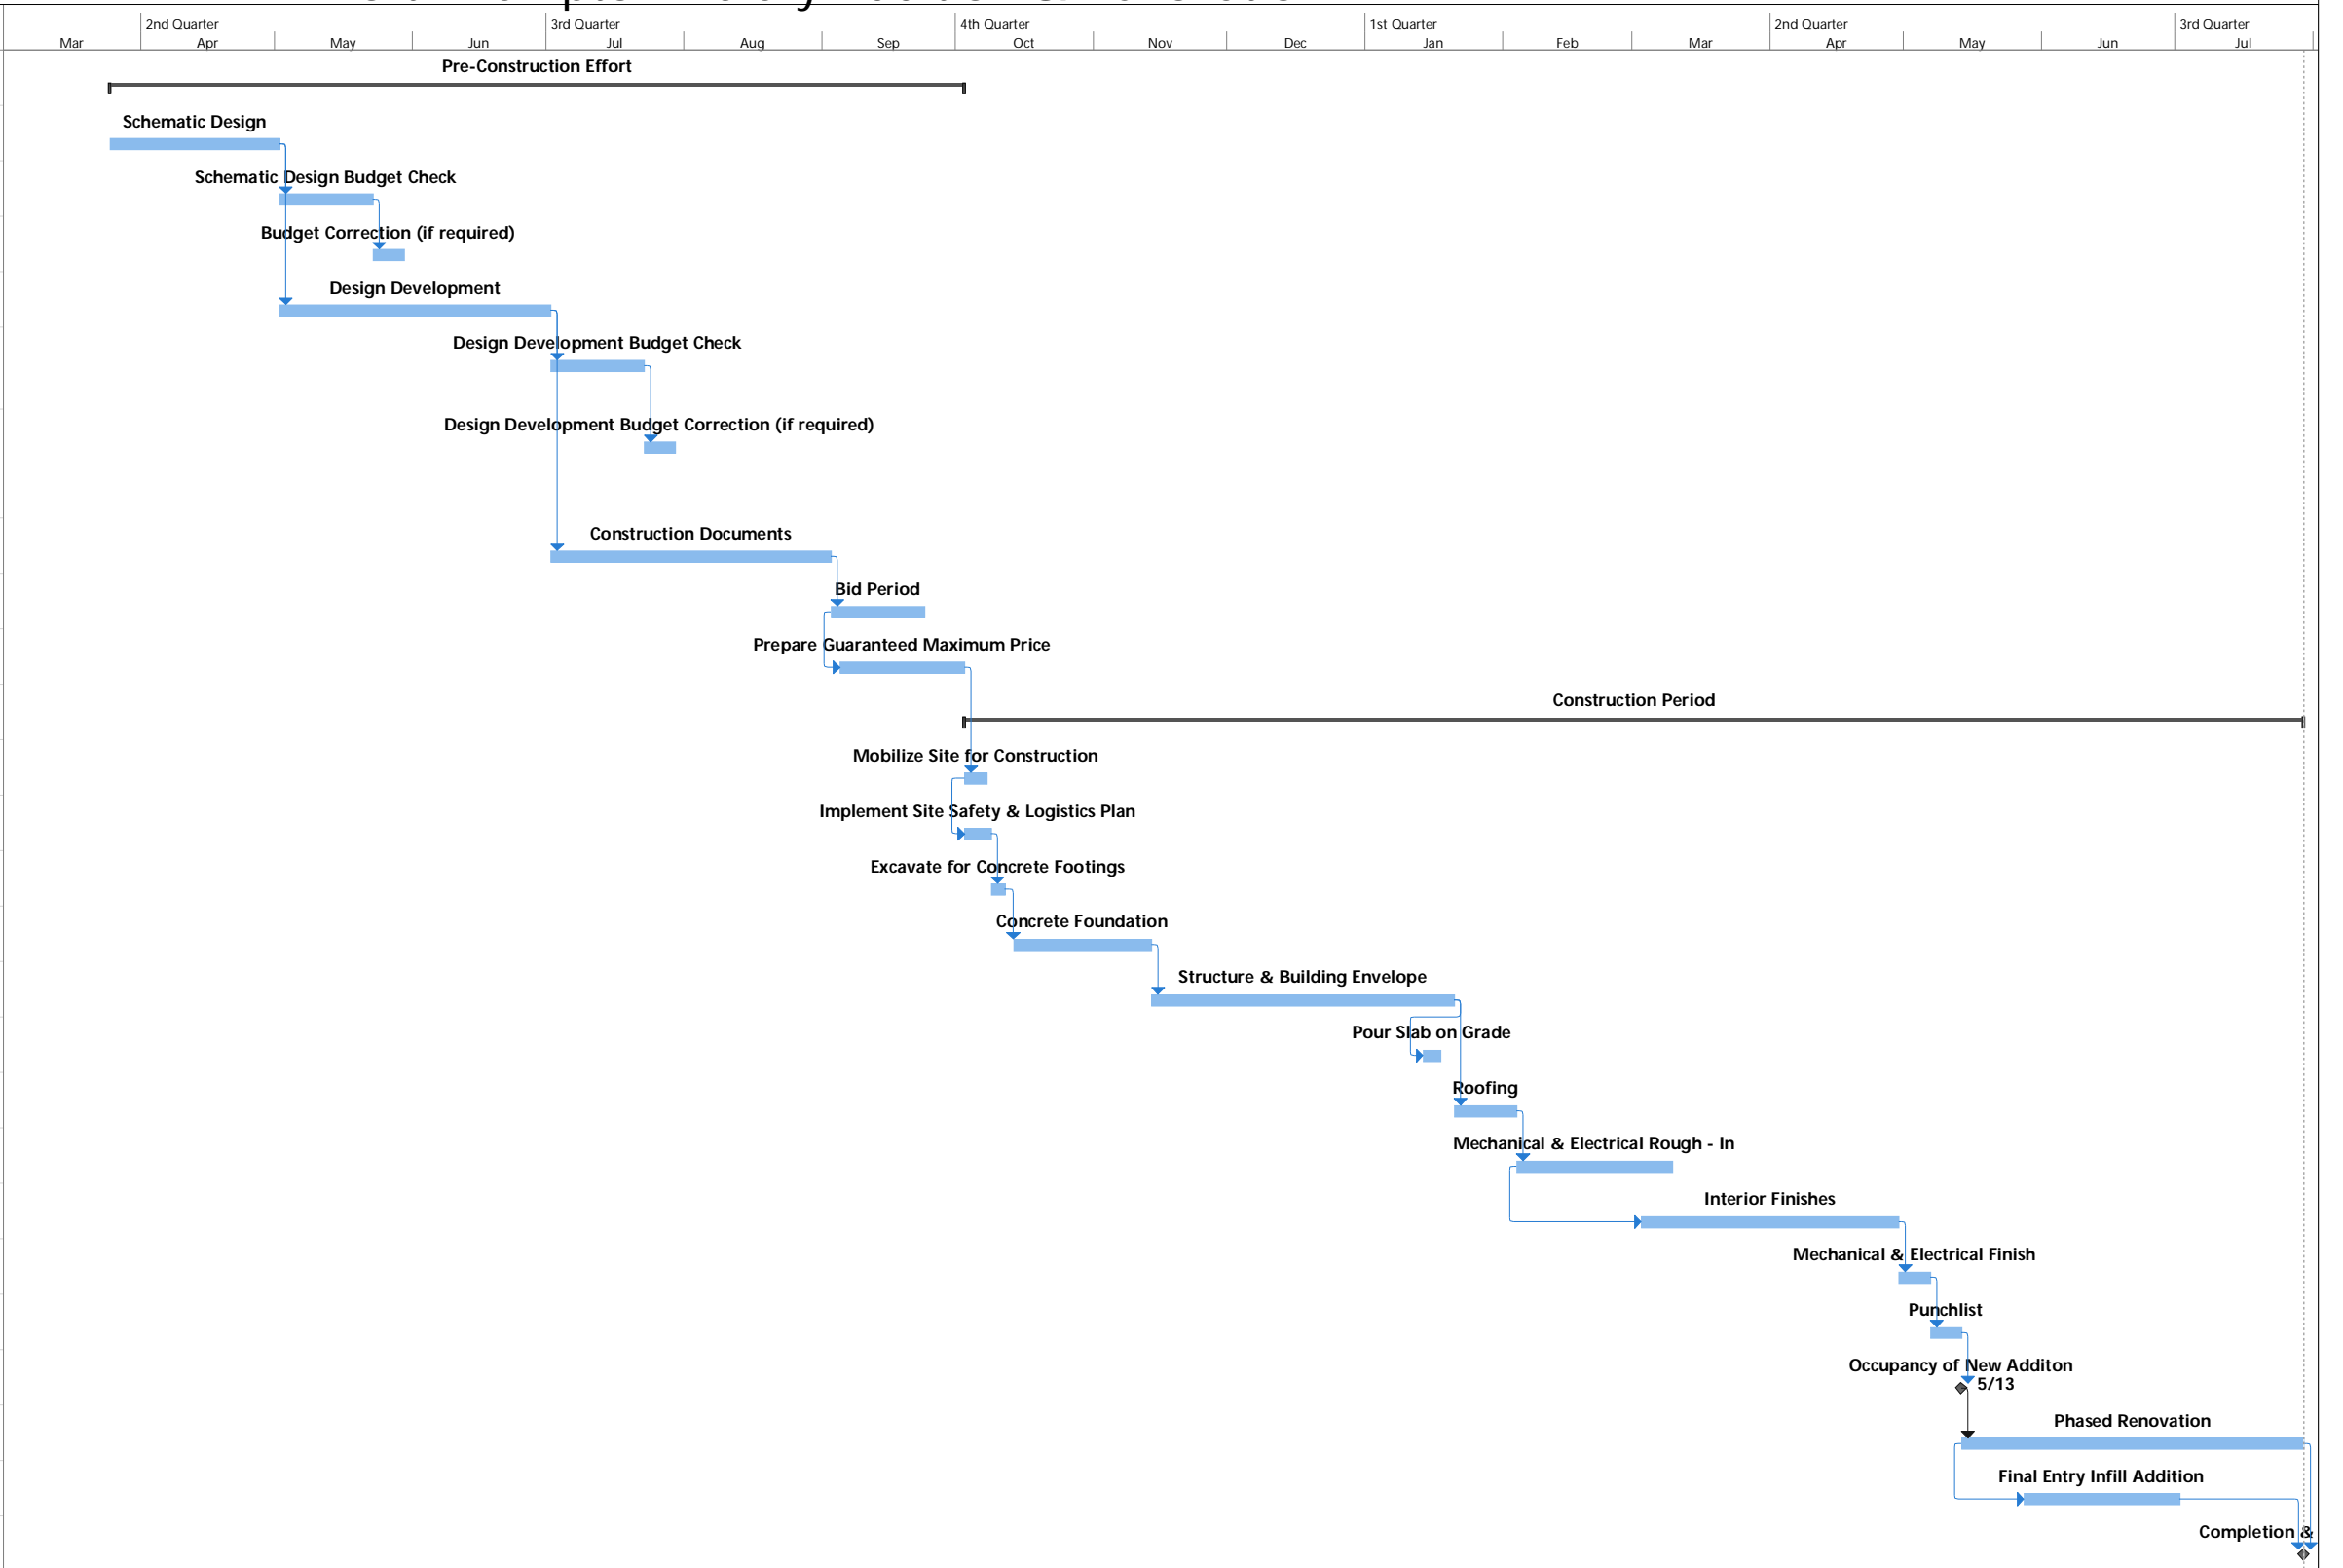 2nd Quarter 3rd Quarter 4th Quarter 1st Quarter 2nd Quarter 3rd Quarter
Mar Apr May Jun Jul Aug Sep Oct Nov Dec Jan Feb Mar Apr May Jun Jul
Pre-Construction Effort
Schematic Design
Schematic Design Budget Check
Budget Correction (if required)
Design Development
Design Development Budget Check
Design Development Budget Correction (if required)
Construction Documents
Bid Period
Prepare Guaranteed Maximum Price
Construction Period
Mobilize Site for Construction
Implement Site Safety & Logistics Plan
Excavate for Concrete Footings
Concrete Foundation
Structure & Building Envelope
Pour Slab on Grade
Roofing
Mechanical & Electrical Rough - In
Interior Finishes
Mechanical & Electrical Finish
Punchlist
Occupancy of New Additon
5/13
Phased Renovation
Final Entry Infill Addition
Completion &